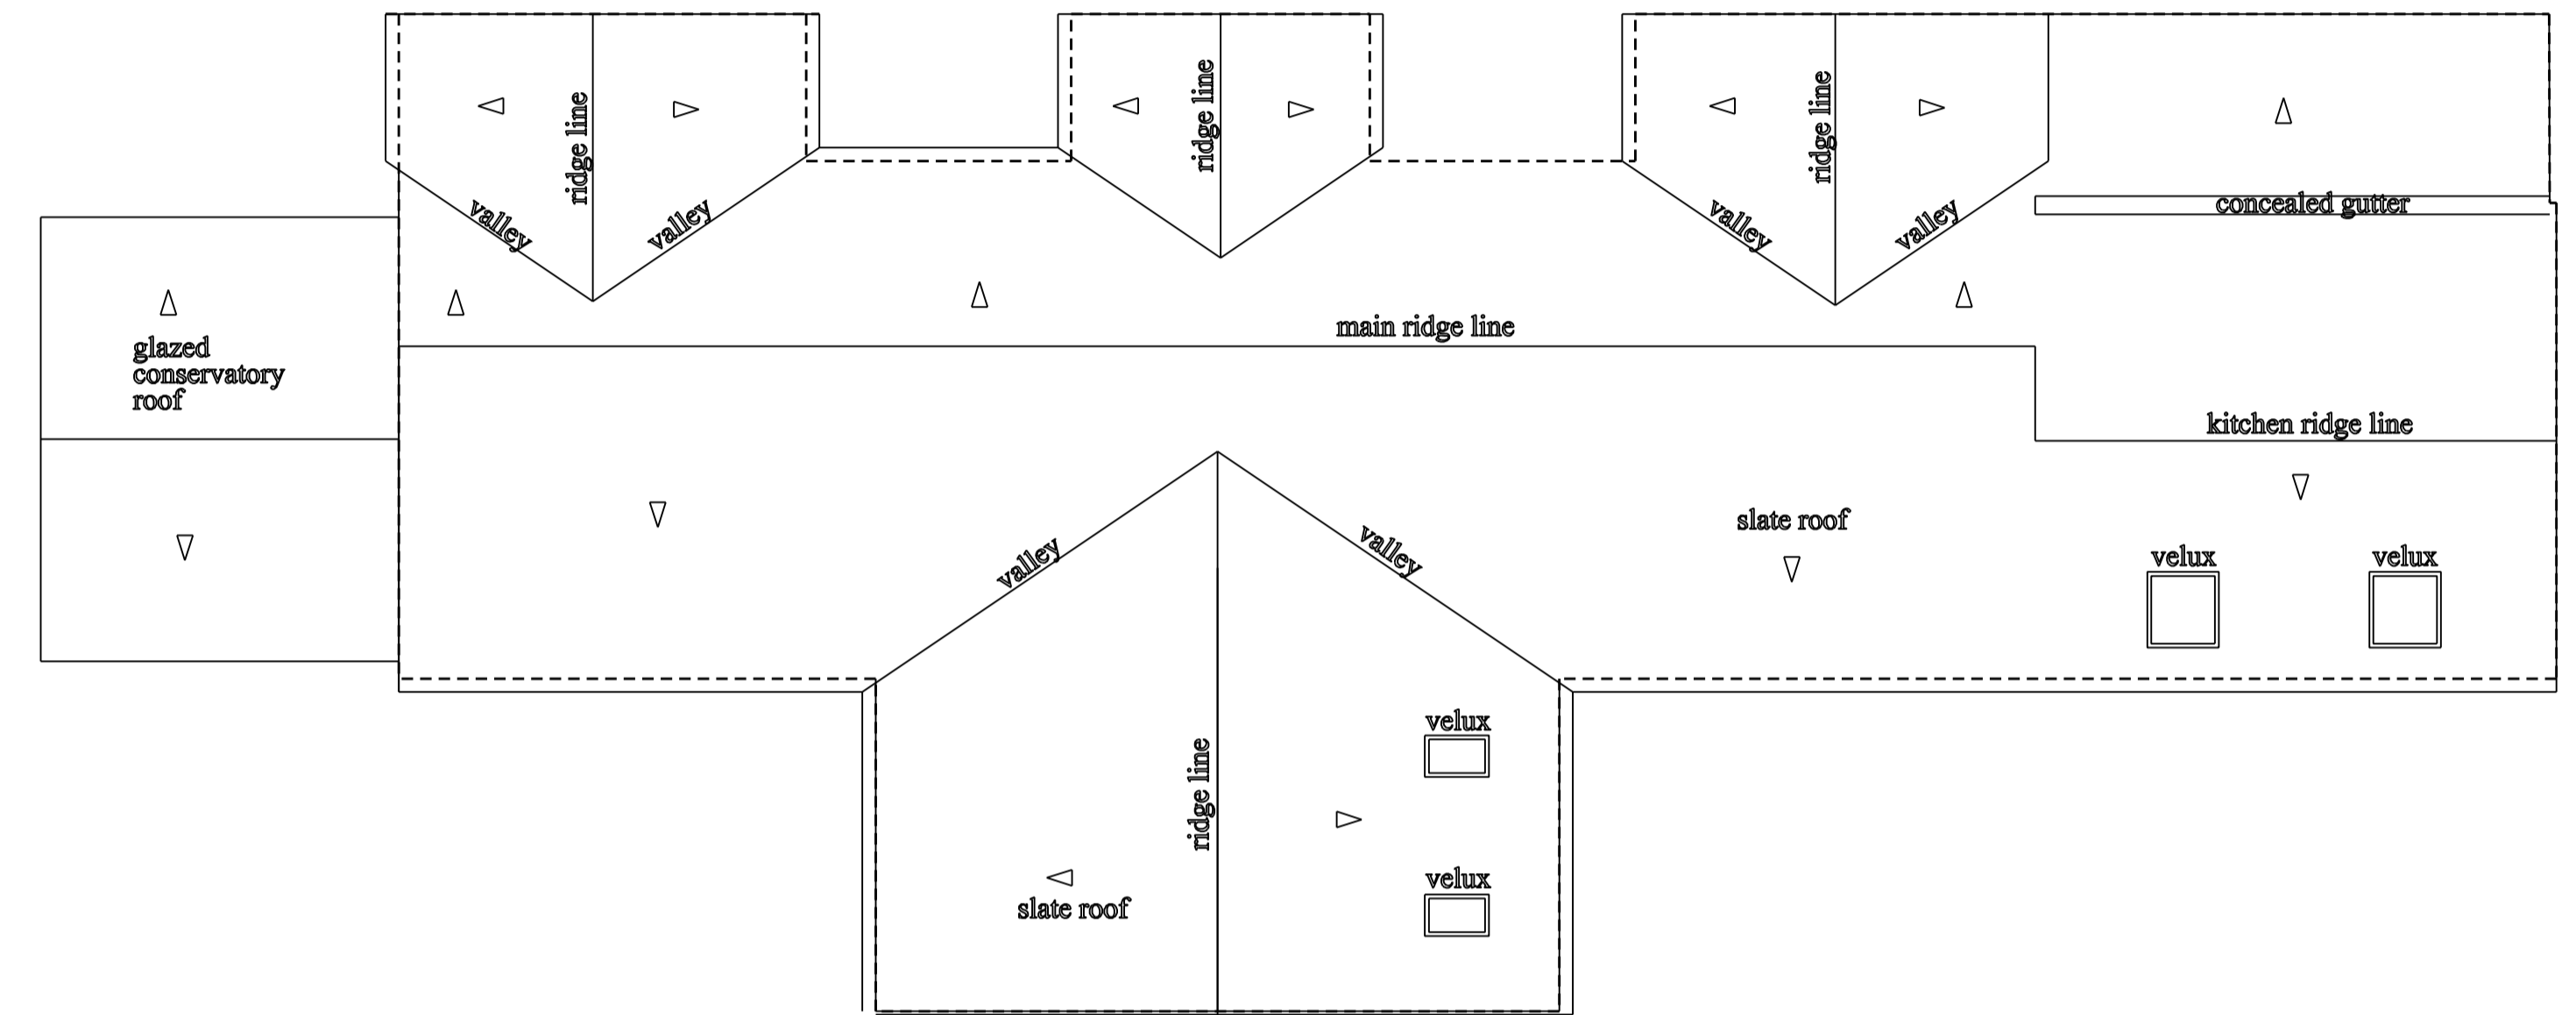 ridge line
ridge line
ridge line
valley
valley
valley
valley
concealed gutter
main ridge line
glazed
conservatory
roof
kitchen ridge line
valley
valley
slate roof
velux
velux
velux
ridge line
velux
slate roof